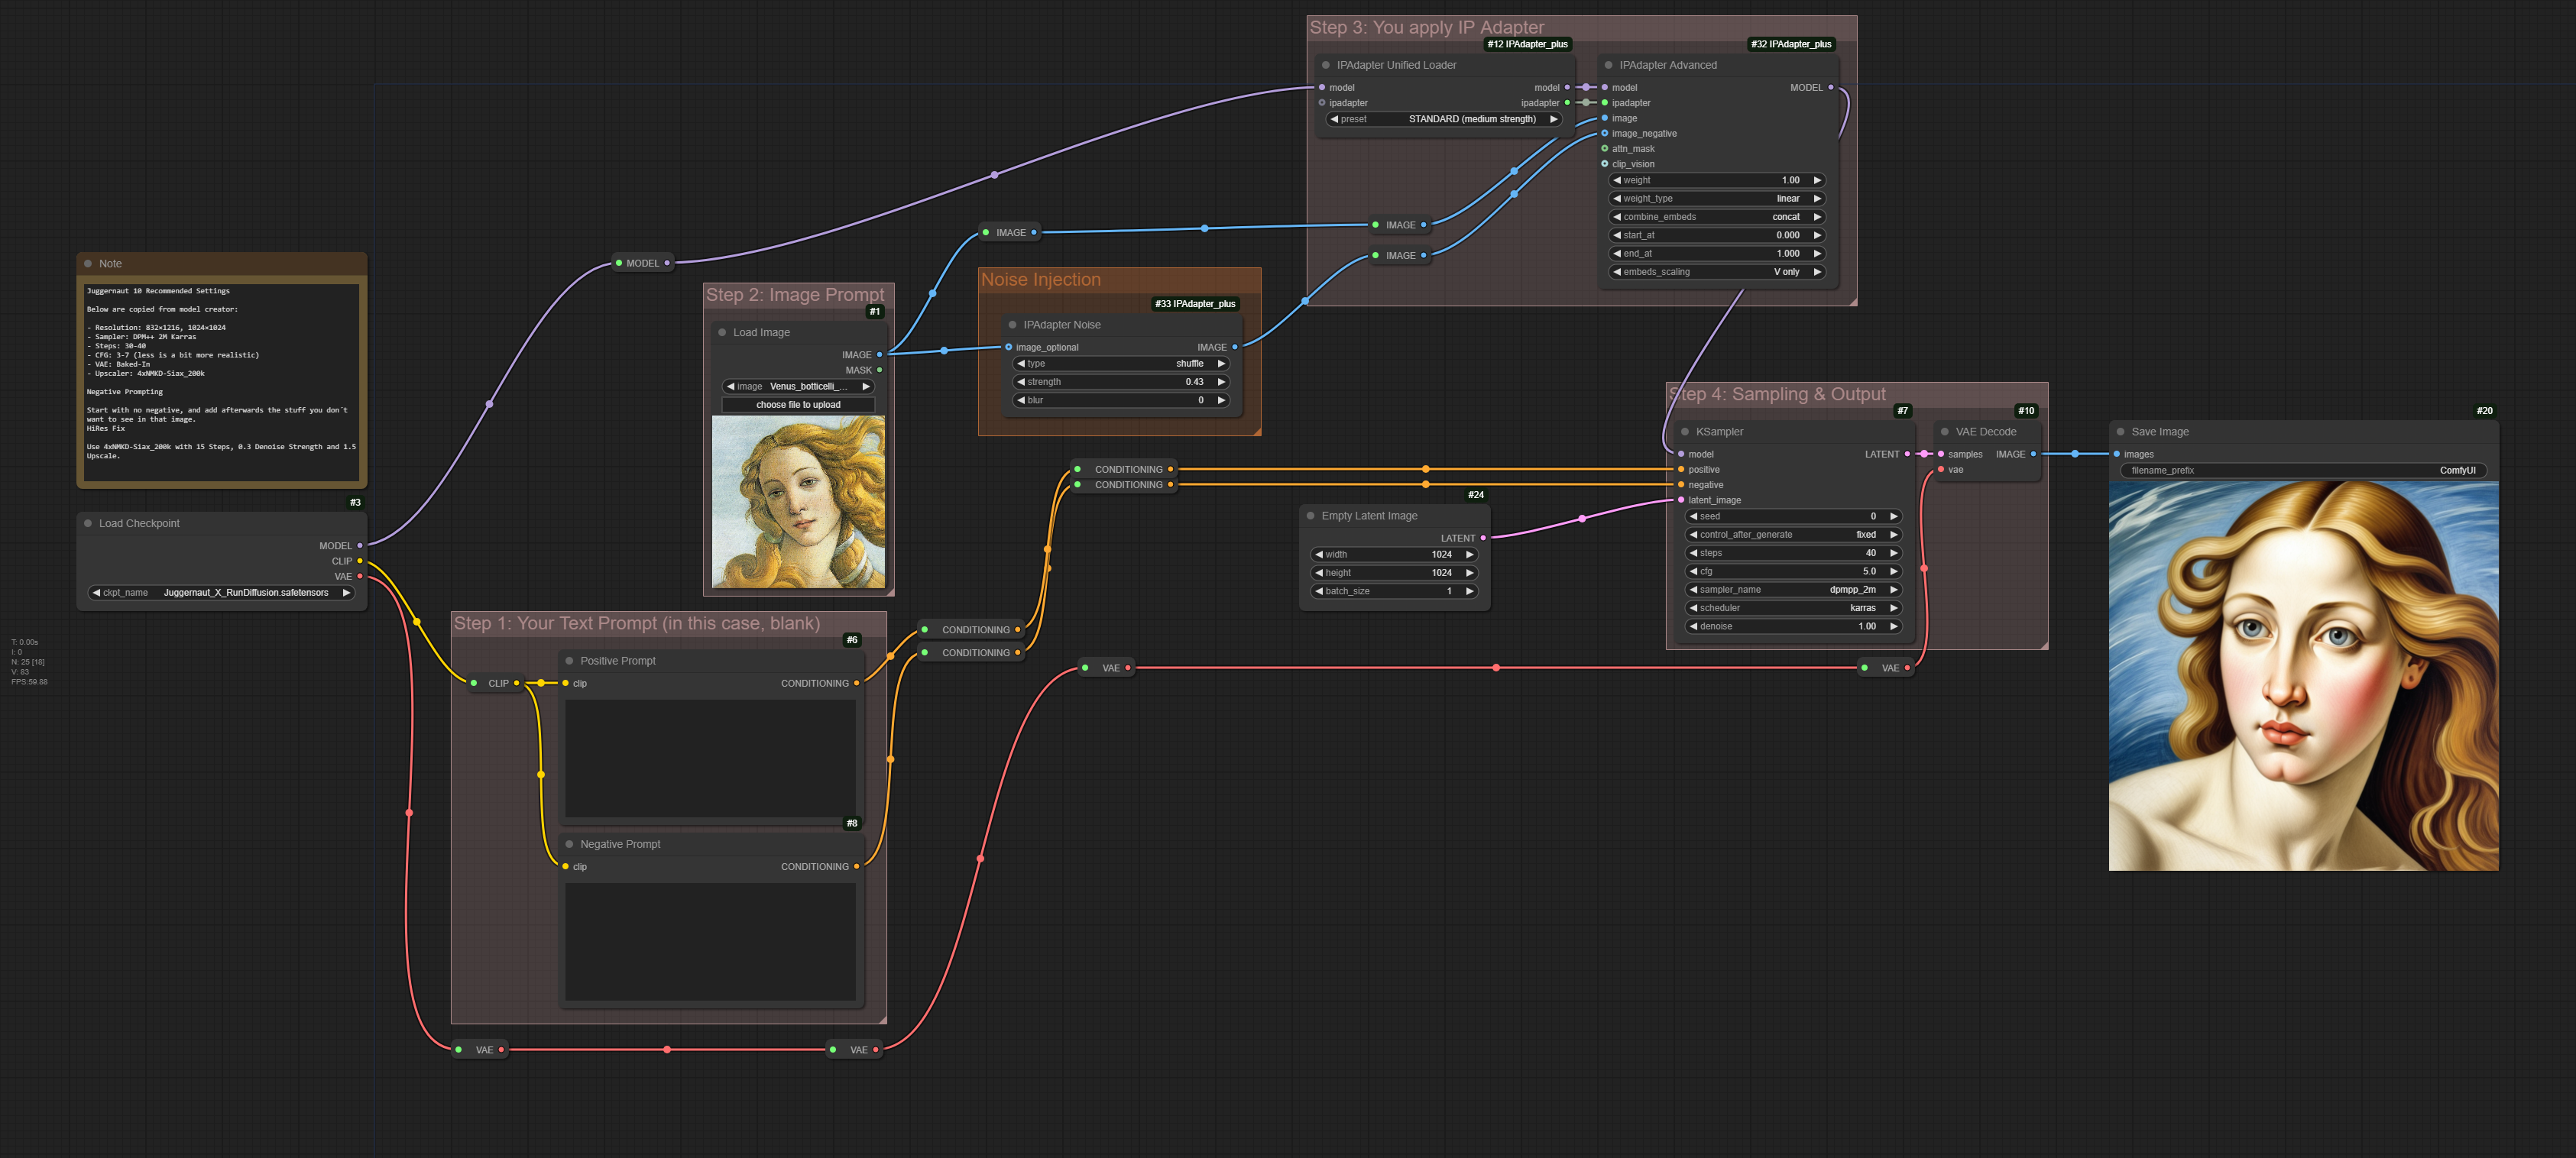 Step 3: You apply IP Adapter
#12 IPAdapter_plus
#32 IPAdapter_plus
IPAdapter Unified Loader
model
model
ipadapter
ipadapter
preset STANDARD (medium strength)
IPAdapter Advanced
model
MODEL
ipadapter
image
image_negative
attn_mask
clip_vision
weight 1.00
weight_type linear
combine_embeds concat
start_at 0.000
end_at 1.000
embeds_scaling V only
IMAGE
IMAGE
IMAGE
MODEL
Note
Juggernaut 10 Recommended Settings
Below are copied from model creator:
- Resolution: 832×1216, 1024×1024
- Sampler: DPM++ 2M Karras
- Steps: 30-40
- CFG: 3-7 (less is a bit more realistic)
- VAE: Baked-In
- Upscaler: 4xNMKD-Siax_200k
Negative Prompting
Start with no negative, and add afterwards the stuff you don´t
want to see in that image.
HiRes Fix
Use 4xNMKD-Siax_200k with 15 Steps, 0.3 Denoise Strength and 1.5
Upscale.
#3
Load Checkpoint
MODEL
CLIP
VAE
ckpt_name Juggernaut_X_RunDiffusion.safetensors
T: 0.00s
I: 0
N: 25 [18]
V: 83
FPS:59.88
Step 2: Image Prompt
#1
Load Image
IMAGE
MASK
image Venus_botticelli_...
choose file to upload
Noise Injection
#33 IPAdapter_plus
IPAdapter Noise
image_optional
IMAGE
type shuffle
strength 0.43
blur 0
CONDITIONING
CONDITIONING
#24
Empty Latent Image
LATENT
width 1024
height 1024
batch_size 1
Step 1: Your Text Prompt (in this case, blank)
#6
Positive Prompt
CLIP
clip
CONDITIONING
#8
Negative Prompt
clip
CONDITIONING
CONDITIONING
CONDITIONING
VAE
VAE
VAE
VAE
Step 4: Sampling & Output
#7
#10
KSampler
model
LATENT
positive
negative
latent_image
seed 0
control_after_generate fixed
steps 40
cfg 5.0
sampler_name dpmpp_2m
scheduler karras
denoise 1.00
VAE Decode
samples
IMAGE
vae
#20
Save Image
images
filename_prefix ComfyUI